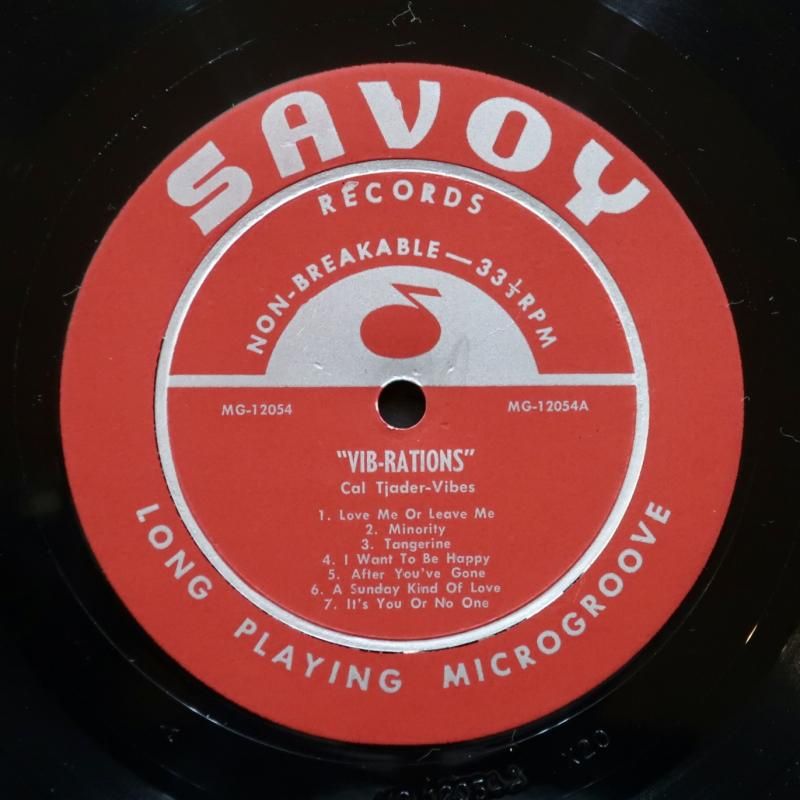 SAVOY
RECORDS
NON-BREAKABLE—33⅓RPM
MG-12054 MG-12054A
"VIB-RATIONS"
Cal Tjader-Vibes
1. Love Me Or Leave Me
2. Minority
3. Tangerine
4. I Want To Be Happy
5. After You've Gone
6. A Sunday Kind Of Love
7. It's You Or No One
LONG PLAYING MICROGROOVE